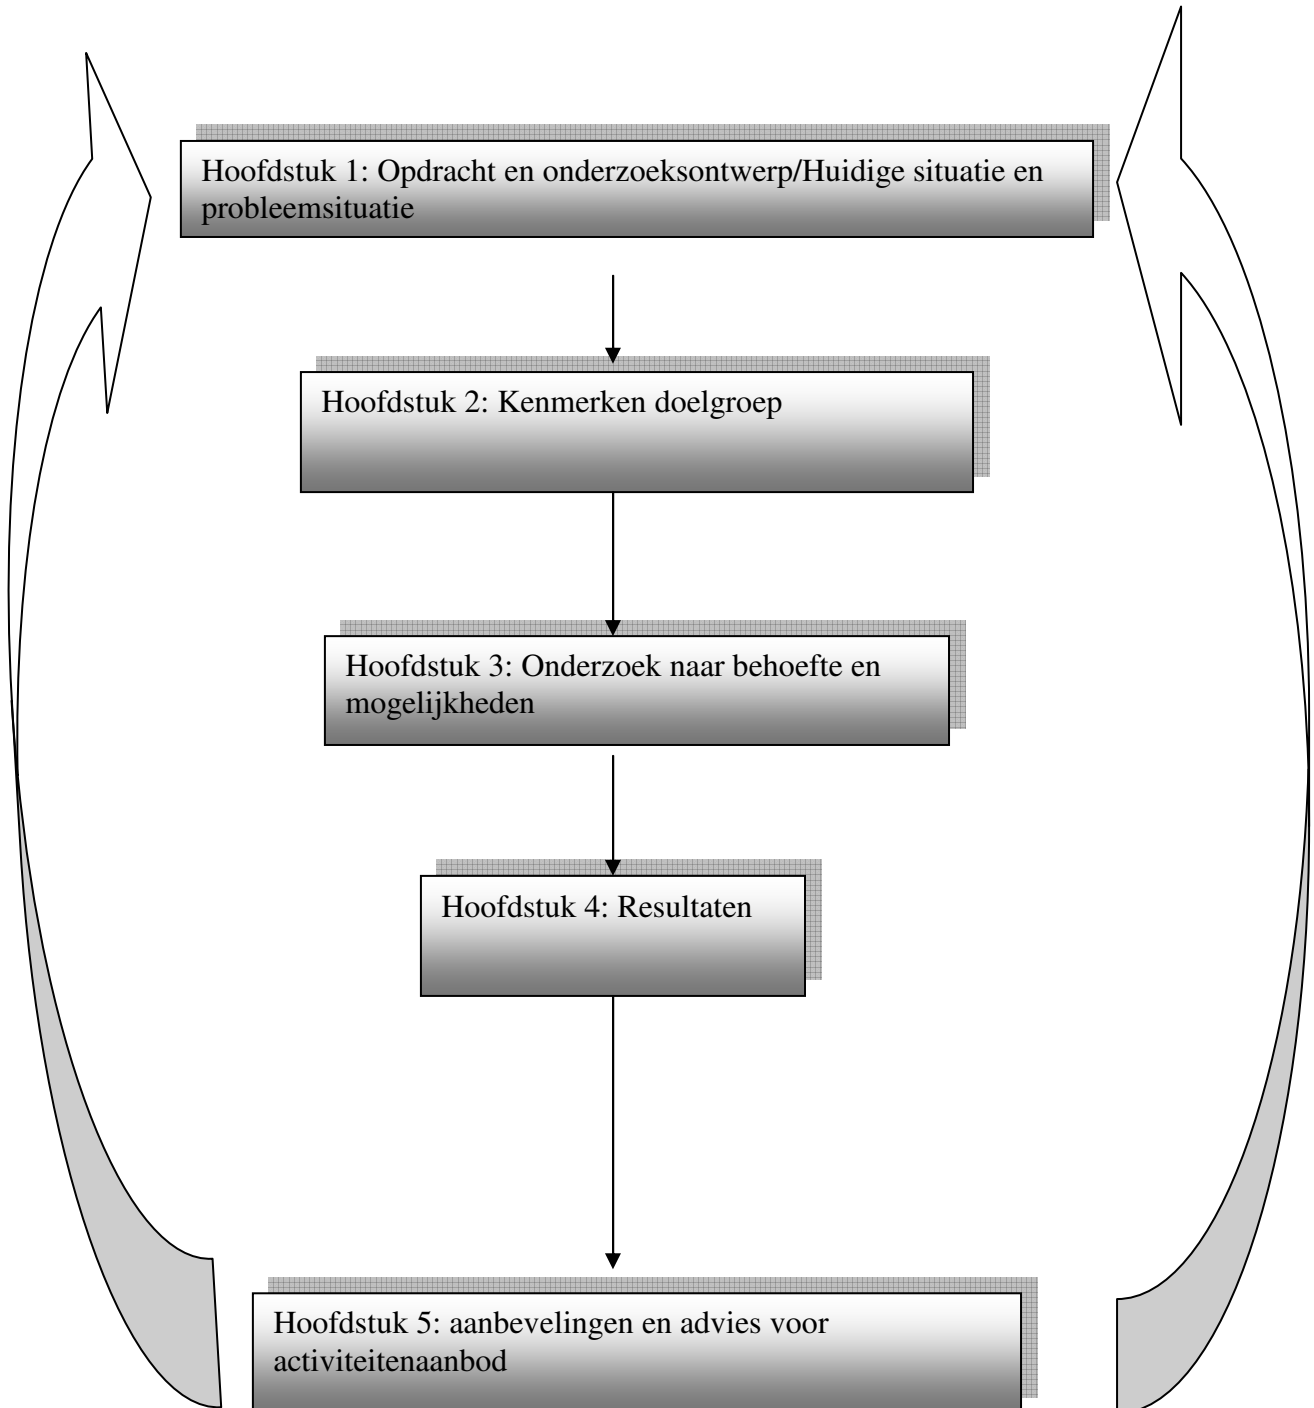 Hoofdstuk 1: Opdracht en onderzoeksontwerp/Huidige situatie en
probleemsituatie
Hoofdstuk 2: Kenmerken doelgroep
Hoofdstuk 3: Onderzoek naar behoefte en
mogelijkheden
Hoofdstuk 4: Resultaten
Hoofdstuk 5: aanbevelingen en advies voor
activiteitenaanbod